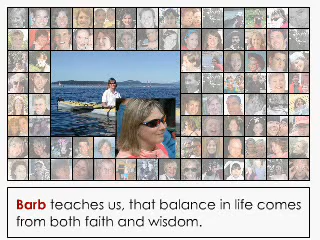 Barb teaches us, that balance in life comes
from both faith and wisdom.